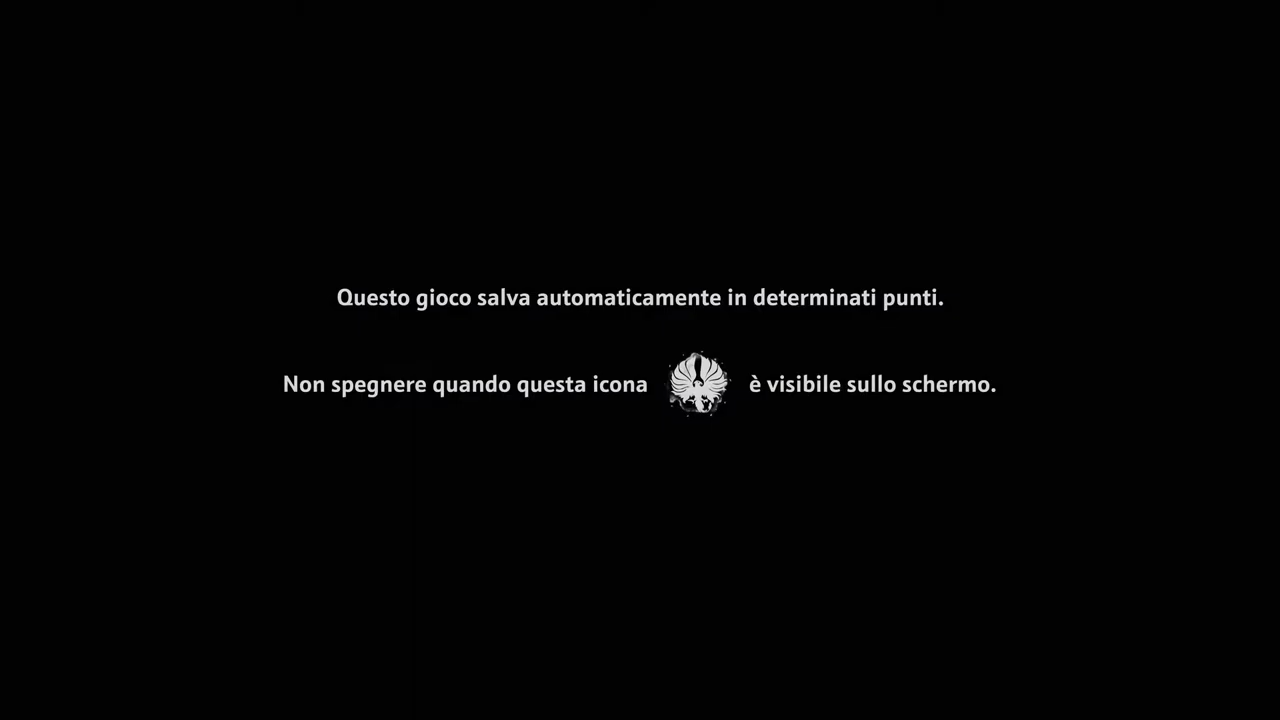 Questo gioco salva automaticamente in determinati punti.
Non spegnere quando questa icona è visibile sullo schermo.